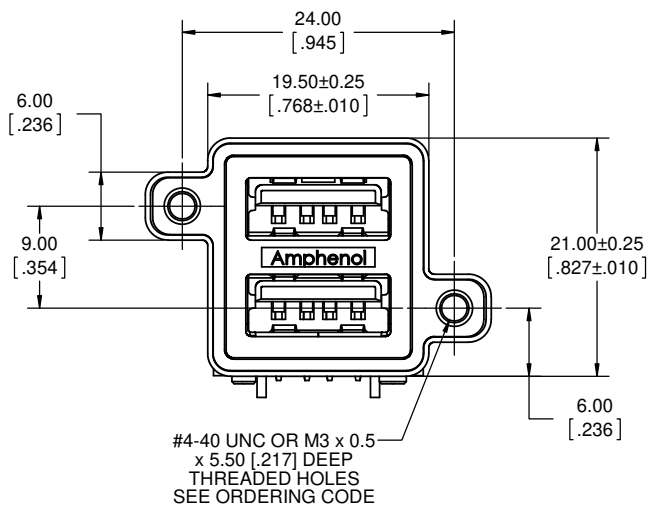 24.00
[.945]
19.50±0.25
[.768±.010]
6.00
[.236]
9.00
[.354]
21.00±0.25
[.827±.010]
Amphenol
6.00
[.236]
#4-40 UNC OR M3 x 0.5
x 5.50 [.217] DEEP
THREADED HOLES
SEE ORDERING CODE